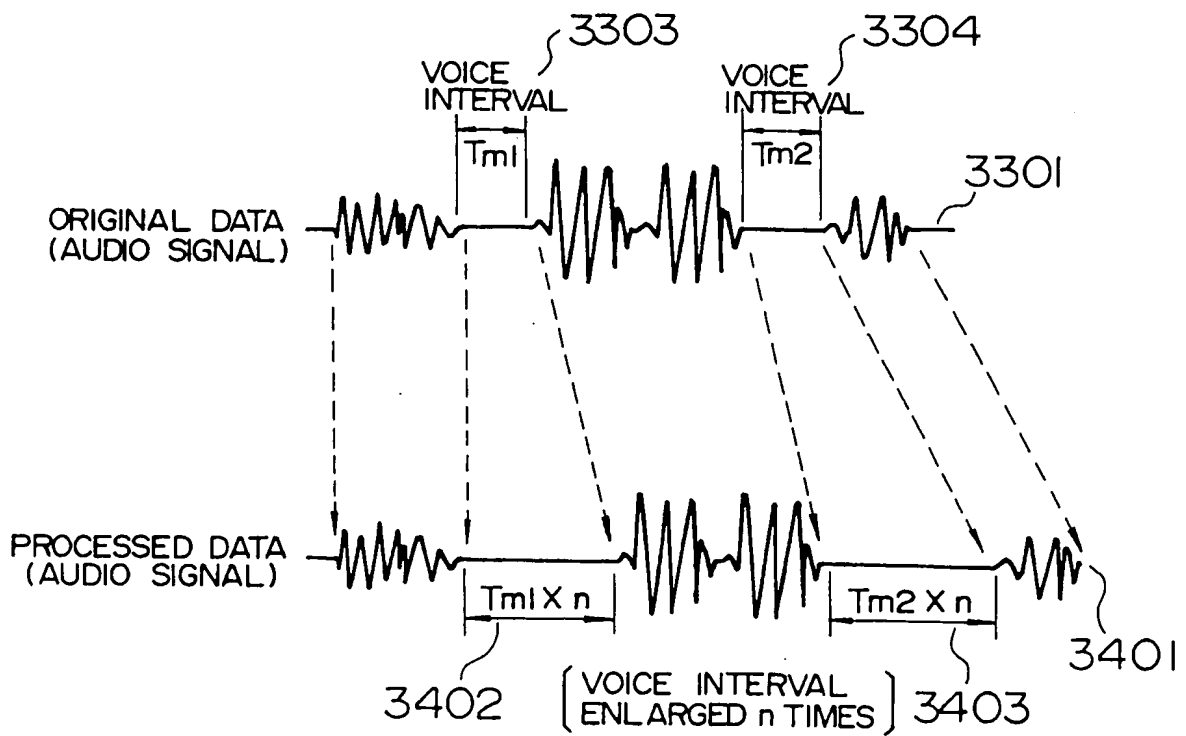 3303
3304
VOICE
INTERVAL
VOICE
INTERVAL
Tm1
Tm2
3301
ORIGINAL DATA
(AUDIO SIGNAL)
PROCESSED DATA
(AUDIO SIGNAL)
Tm1 X n
Tm2 X n
3401
3402
[VOICE INTERVAL
ENLARGED n TIMES]
3403